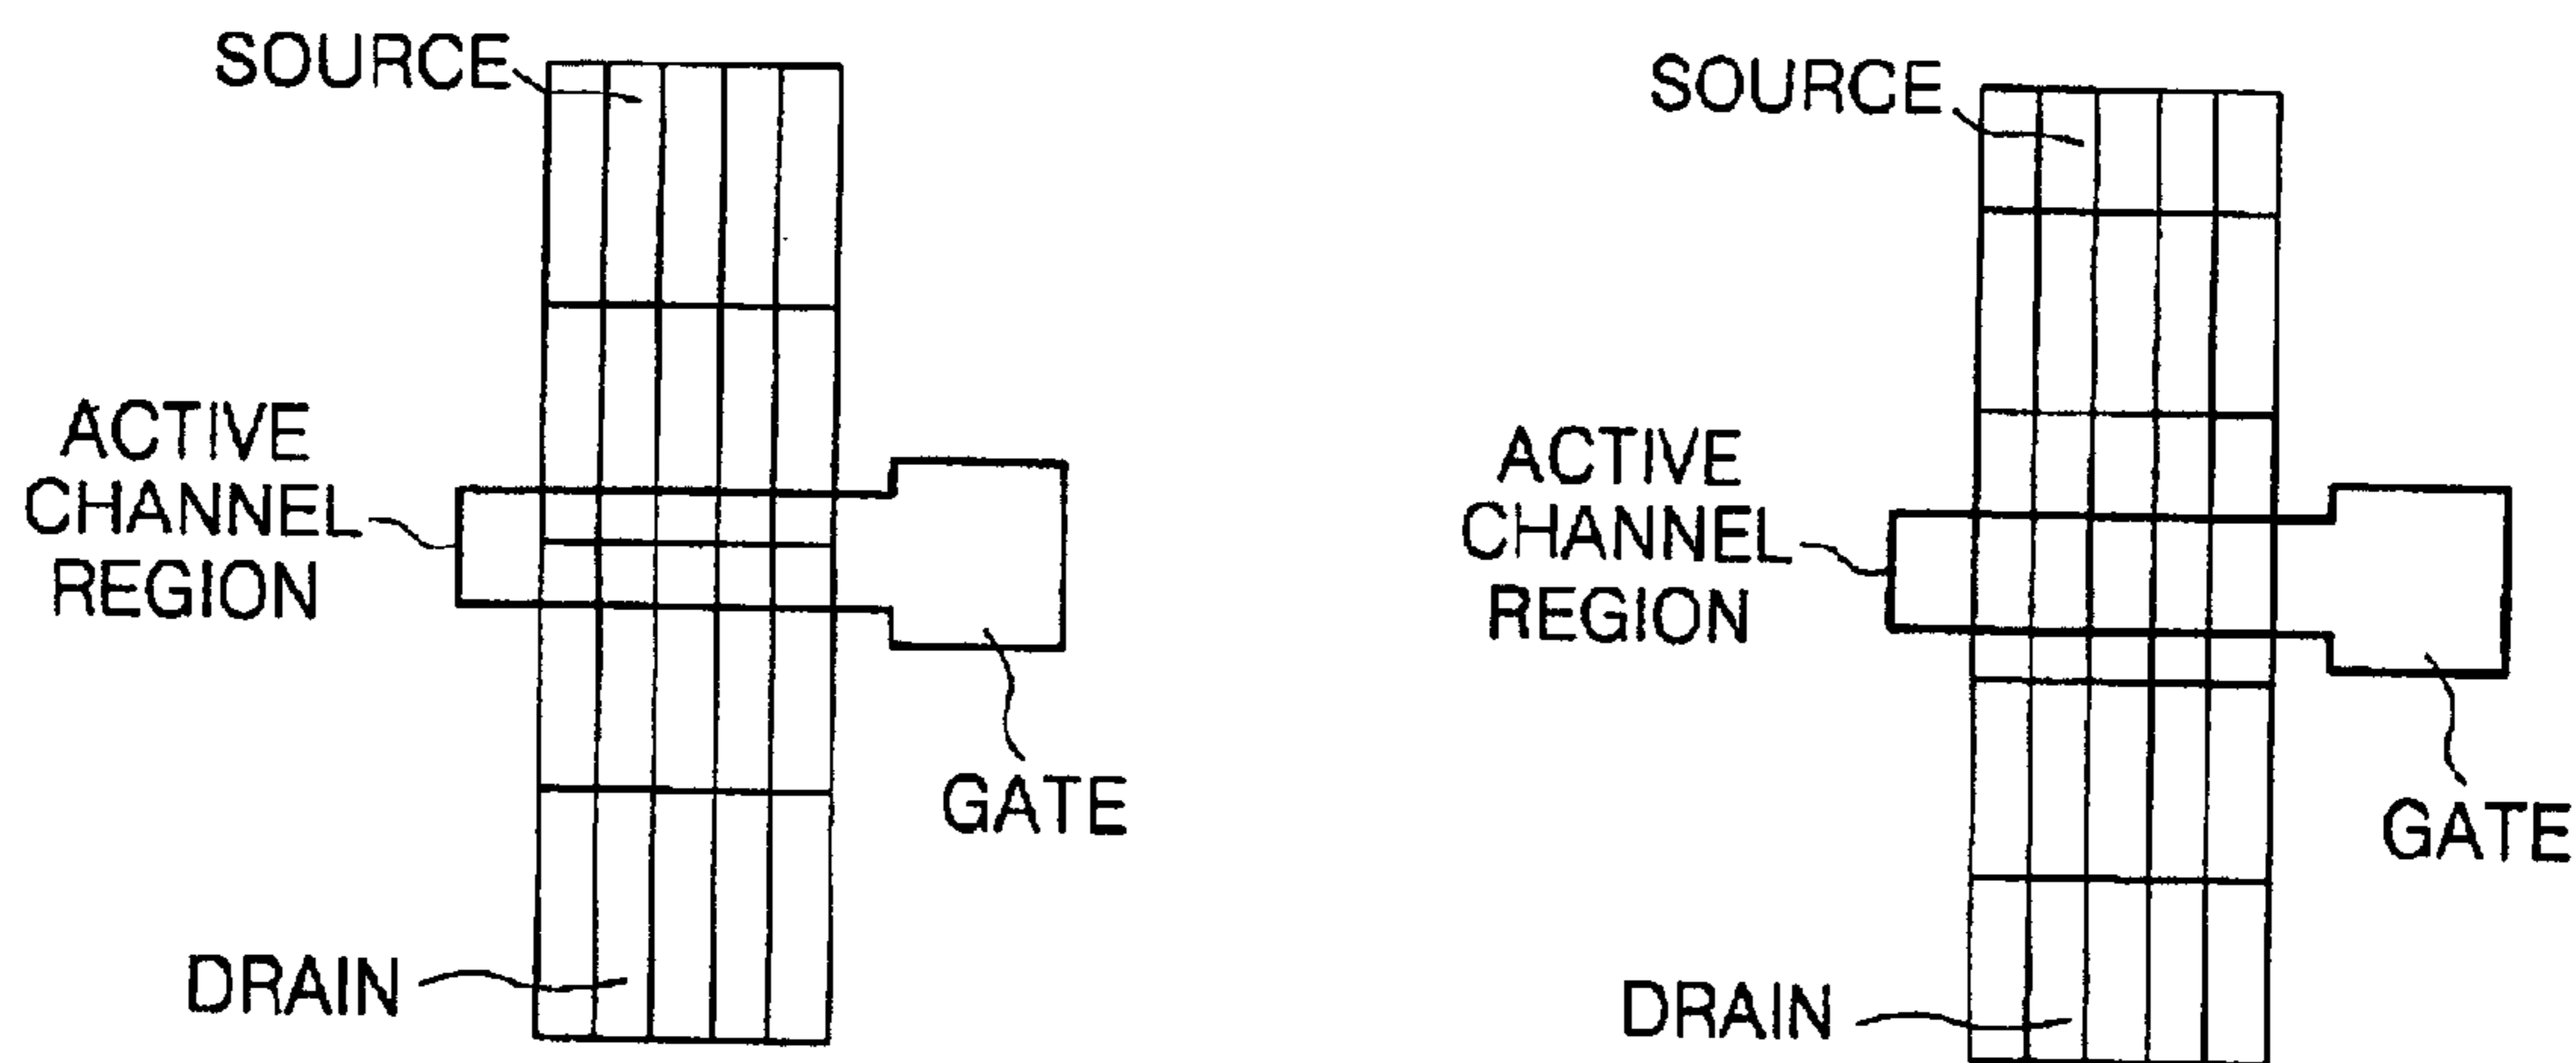 SOURCE
ACTIVE
CHANNEL
REGION
GATE
DRAIN
SOURCE
ACTIVE
CHANNEL
REGION
GATE
DRAIN